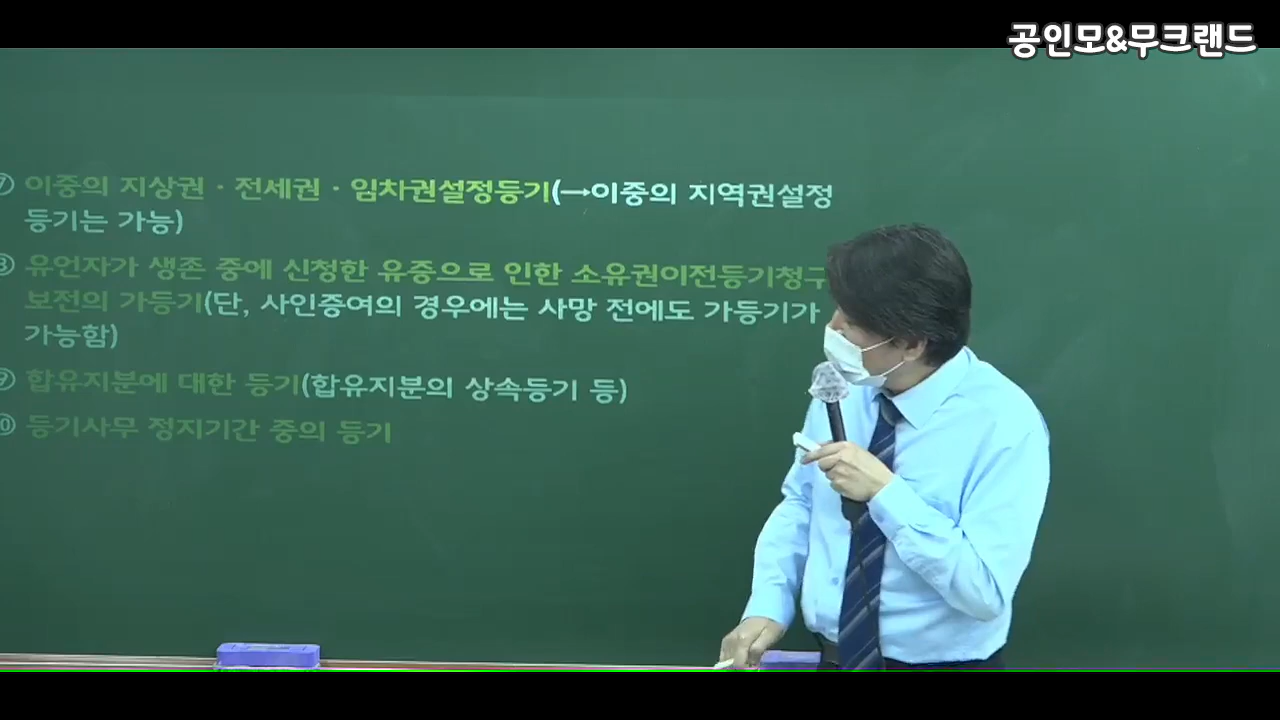 공인모&무크랜드
⑦ 이중의 지상권·전세권·임차권설정등기(→이중의 지역권설정
등기는 가능)
⑧ 유언자가 생존 중에 신청한 유증으로 인한 소유권이전등기청구
보전의 가등기(단, 사인증여의 경우에는 사망 전에도 가등기가
가능함)
⑨ 합유지분에 대한 등기(합유지분의 상속등기 등)
⑩ 등기사무 정지기간 중의 등기